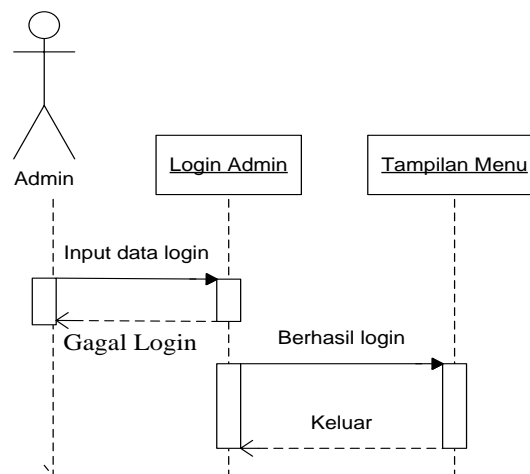 Admin
Login Admin
Tampilan Menu
Input data login
Gagal Login
Berhasil login
Keluar